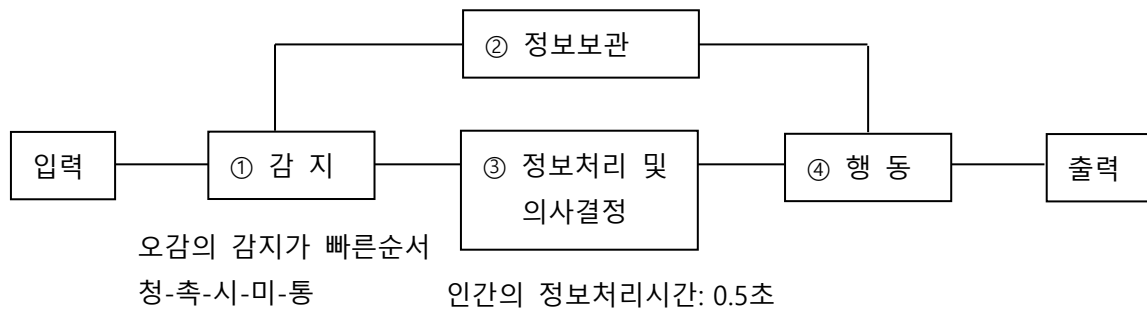 ② 정보보관
입력
① 감 지
③ 정보처리 및
의사결정
④ 행 동
출력
오감의 감지가 빠른순서
청-촉-시-미-통
인간의 정보처리시간: 0.5초